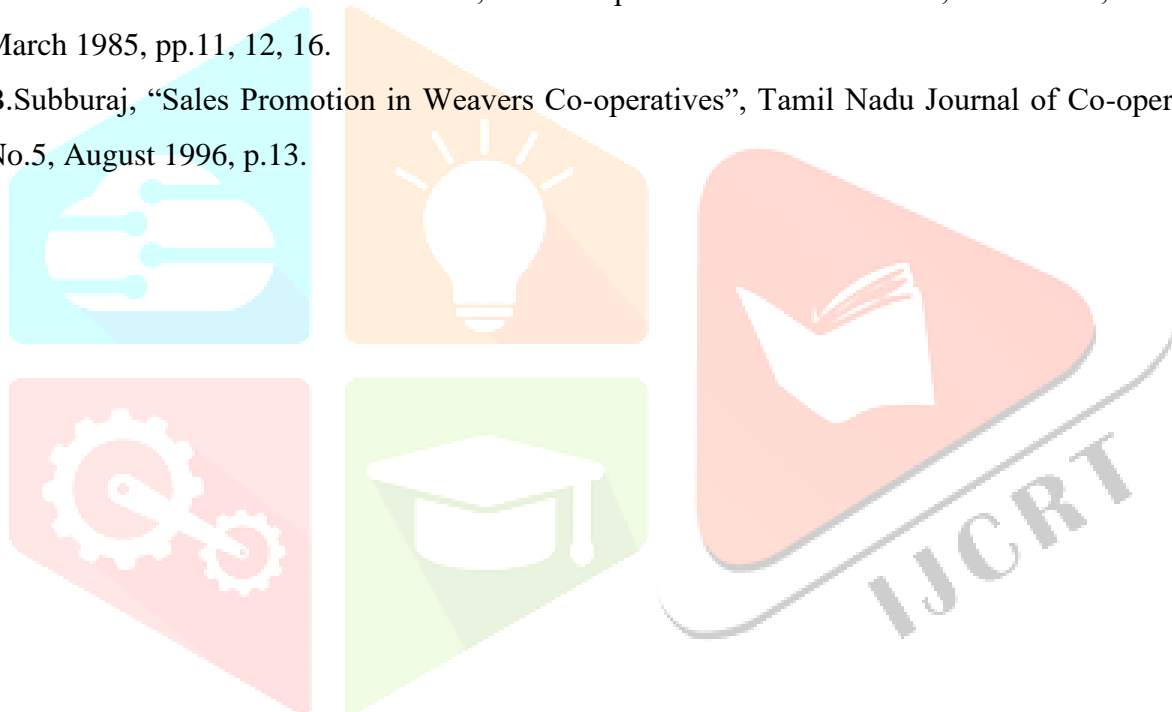 March 1985, pp.11, 12, 16.
B.Subburaj, “Sales Promotion in Weavers Co-operatives”, Tamil Nadu Journal of Co-oper
No.5, August 1996, p.13.
IJCRT